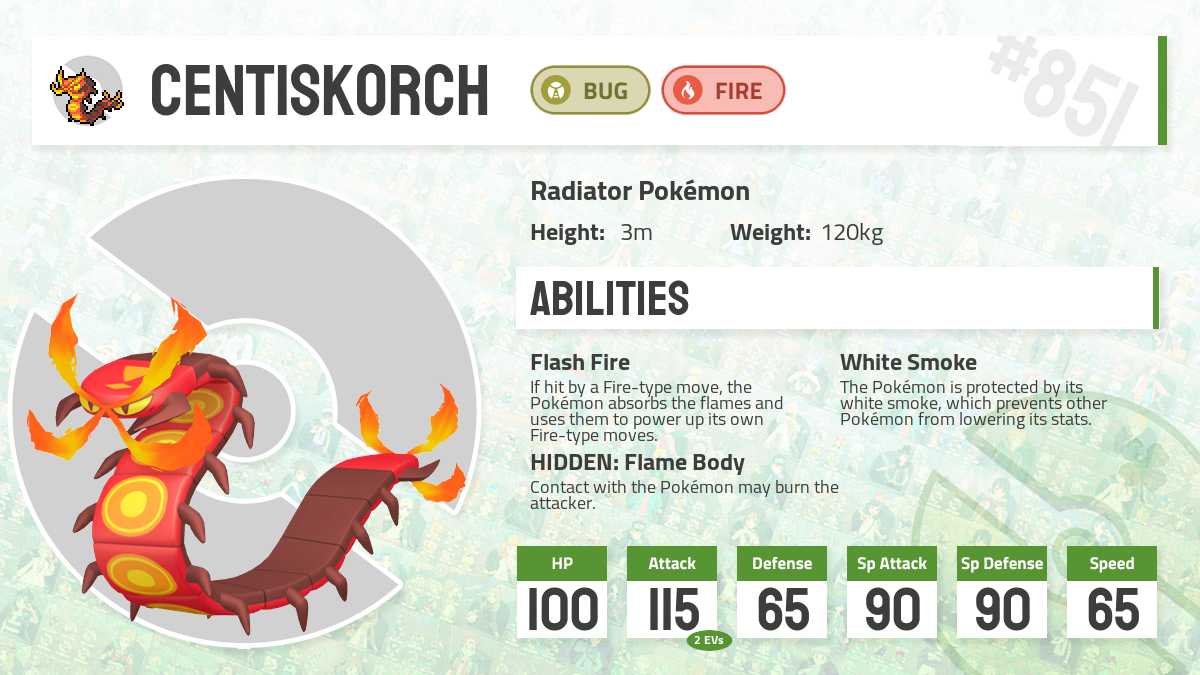 CENTISKORCH
BUG
FIRE
#851
Radiator Pokémon
Height: 3m
Weight: 120kg
ABILITIES
Flash Fire
If hit by a Fire-type move, the
Pokémon absorbs the flames and
uses them to power up its own
Fire-type moves.
White Smoke
The Pokémon is protected by its
white smoke, which prevents other
Pokémon from lowering its stats.
HIDDEN: Flame Body
Contact with the Pokémon may burn the
attacker.
HP
100
Attack
115
2 EVs
Defense
65
Sp Attack
90
Sp Defense
90
Speed
65